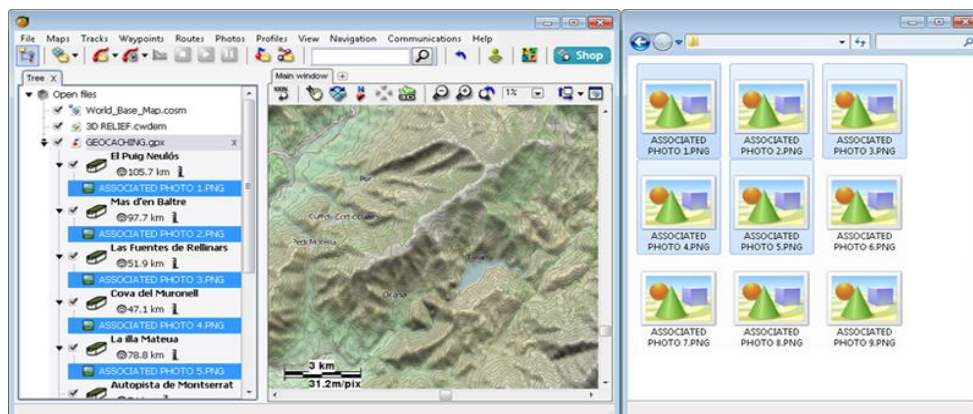 File Maps Tracks Waypoints Routes Photos Profiles View Navigation Communications Help
Shop
Tree X
Main window
100%
1%
Open files
World_Base_Map.cosm
3D RELIEF.cwdem
GEOCACHING.gpx x
El Puig Neulós
105.7 km
ASSOCIATED PHOTO 1.PNG
Mas d'en Baltre
97.7 km
ASSOCIATED PHOTO 2.PNG
Las Fuentes de Rellinars
51.9 km
ASSOCIATED PHOTO 3.PNG
Cova del Muronell
47.1 km
ASSOCIATED PHOTO 4.PNG
La illa Mateua
78.8 km
ASSOCIATED PHOTO 5.PNG
Autopista de Montserrat
3 km
31.2m/pix
ASSOCIATED
PHOTO 1.PNG
ASSOCIATED
PHOTO 2.PNG
ASSOCIATED
PHOTO 3.PNG
ASSOCIATED
PHOTO 4.PNG
ASSOCIATED
PHOTO 5.PNG
ASSOCIATED
PHOTO 6.PNG
ASSOCIATED
PHOTO 7.PNG
ASSOCIATED
PHOTO 8.PNG
ASSOCIATED
PHOTO 9.PNG